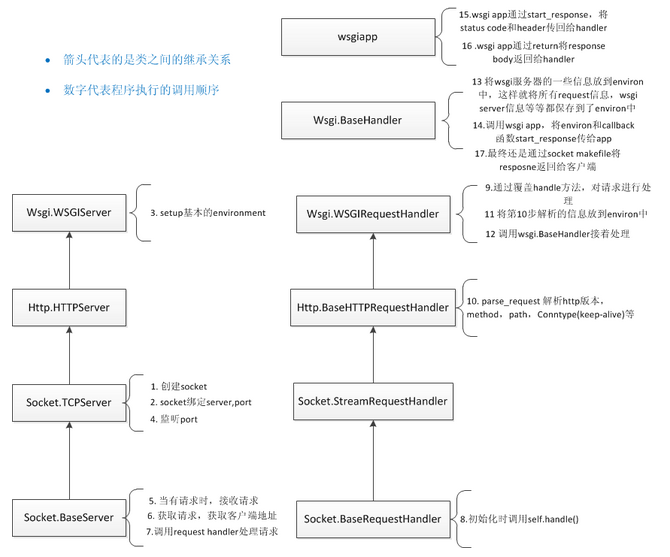 wsgiapp
15.wsgi app通过start_response，将
status code和header传回给handler
16 .wsgi app通过return将response
body返回给handler
箭头代表的是类之间的继承关系
数字代表程序执行的调用顺序
Wsgi.BaseHandler
13 将wsgi服务器的一些信息放到environ
中，这样就将所有request信息，wsgi
server信息等等都保存到了environ中
14.调用wsgi app，将environ和callback
函数start_response传给app
17.最终还是通过socket makefile将
resposne返回给客户端
Wsgi.WSGIServer
3. setup基本的environment
Wsgi.WSGIRequestHandler
9.通过覆盖handle方法，对请求进行处
理
11 将第10步解析的信息放到environ中
12 调用wsgi.BaseHandler接着处理
Http.HTTPServer
Http.BaseHTTPRequestHandler
10. parse_request 解析http版本，
method，path，Conntype(keep-alive)等
Socket.TCPServer
1. 创建socket
2. socket绑定server,port
4. 监听port
Socket.StreamRequestHandler
Socket.BaseServer
5. 当有请求时，接收请求
6. 获取请求，获取客户端地址
7.调用request handler处理请求
Socket.BaseRequestHandler
8.初始化时调用self.handle()